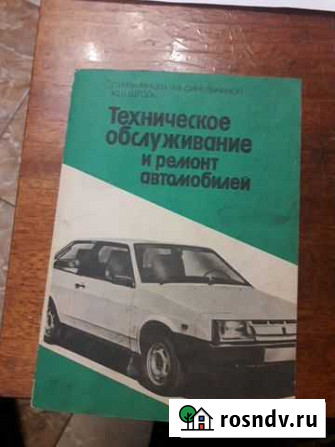 Техническое
обслуживание
и ремонт
автомобилей
rosndv.ru